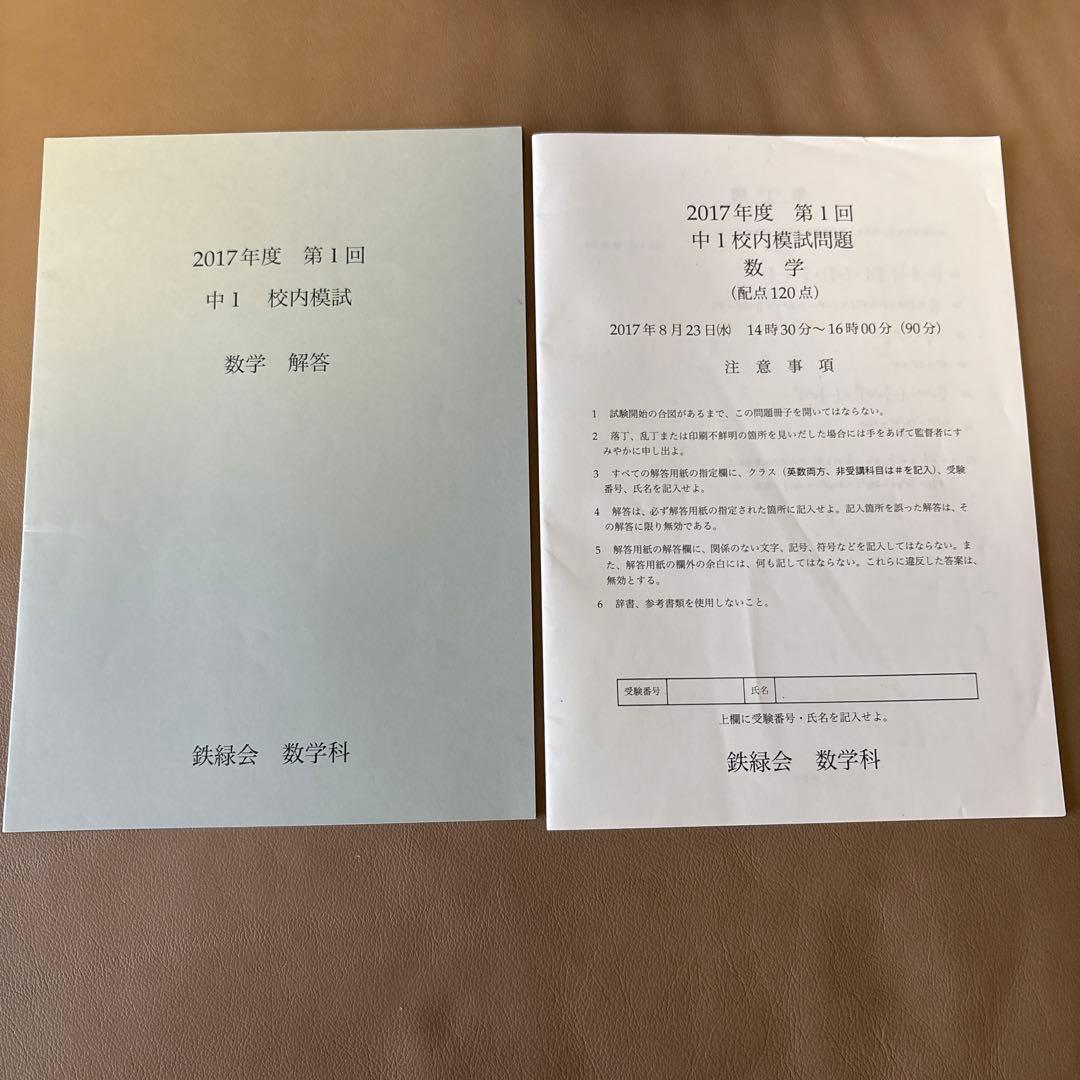 2017年度　第1回
中1　校内模試
数学　解答
鉄緑会　数学科
2017年度　第1回
中1校内模試問題
数　学
（配点120点）
2017年8月23日㈬　14時30分～16時00分（90分）
注　意　事　項
1　試験開始の合図があるまで、この問題冊子を開いてはならない。
2　落丁、乱丁または印刷不鮮明の箇所を見いだした場合には手をあげて監督者にす
みやかに申し出よ。
3　すべての解答用紙の指定欄に、クラス（英数両方、非受講科目は＃を記入）、受験
番号、氏名を記入せよ。
4　解答は、必ず解答用紙の指定された箇所に記入せよ。記入箇所を誤った解答は、そ
の解答に限り無効である。
5　解答用紙の解答欄に、関係のない文字、記号、符号などを記入してはならない。ま
た、解答用紙の欄外の余白には、何も記してはならない。これらに違反した答案は、
無効とする。
6　辞書、参考書類を使用しないこと。
受験番号　氏名
上欄に受験番号・氏名を記入せよ。
鉄緑会　数学科